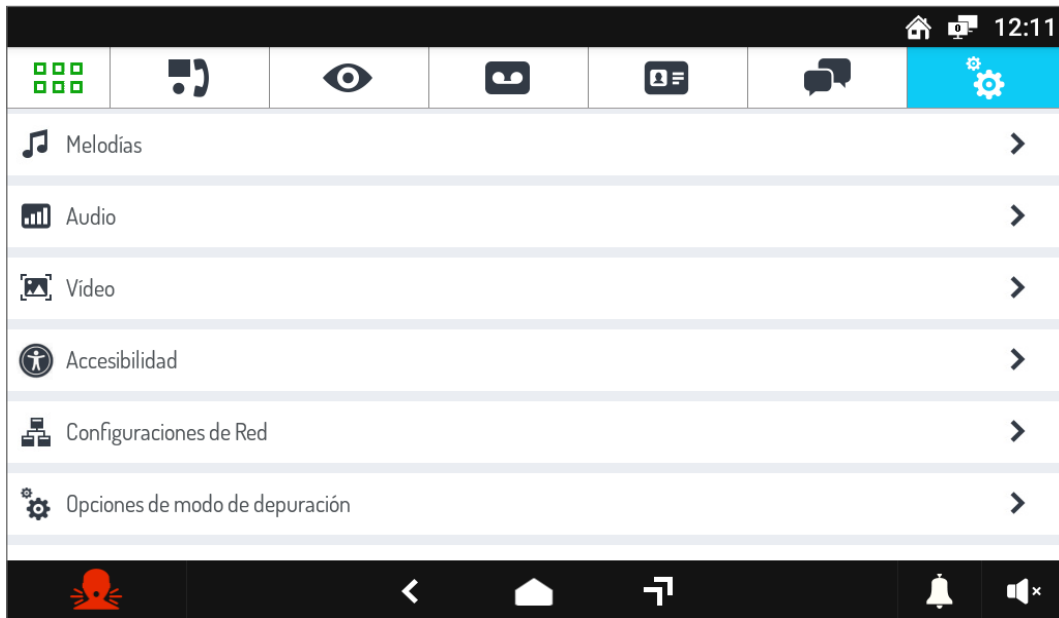 12:11
Melodías
Audio
Vídeo
Accesibilidad
Configuraciones de Red
Opciones de modo de depuración